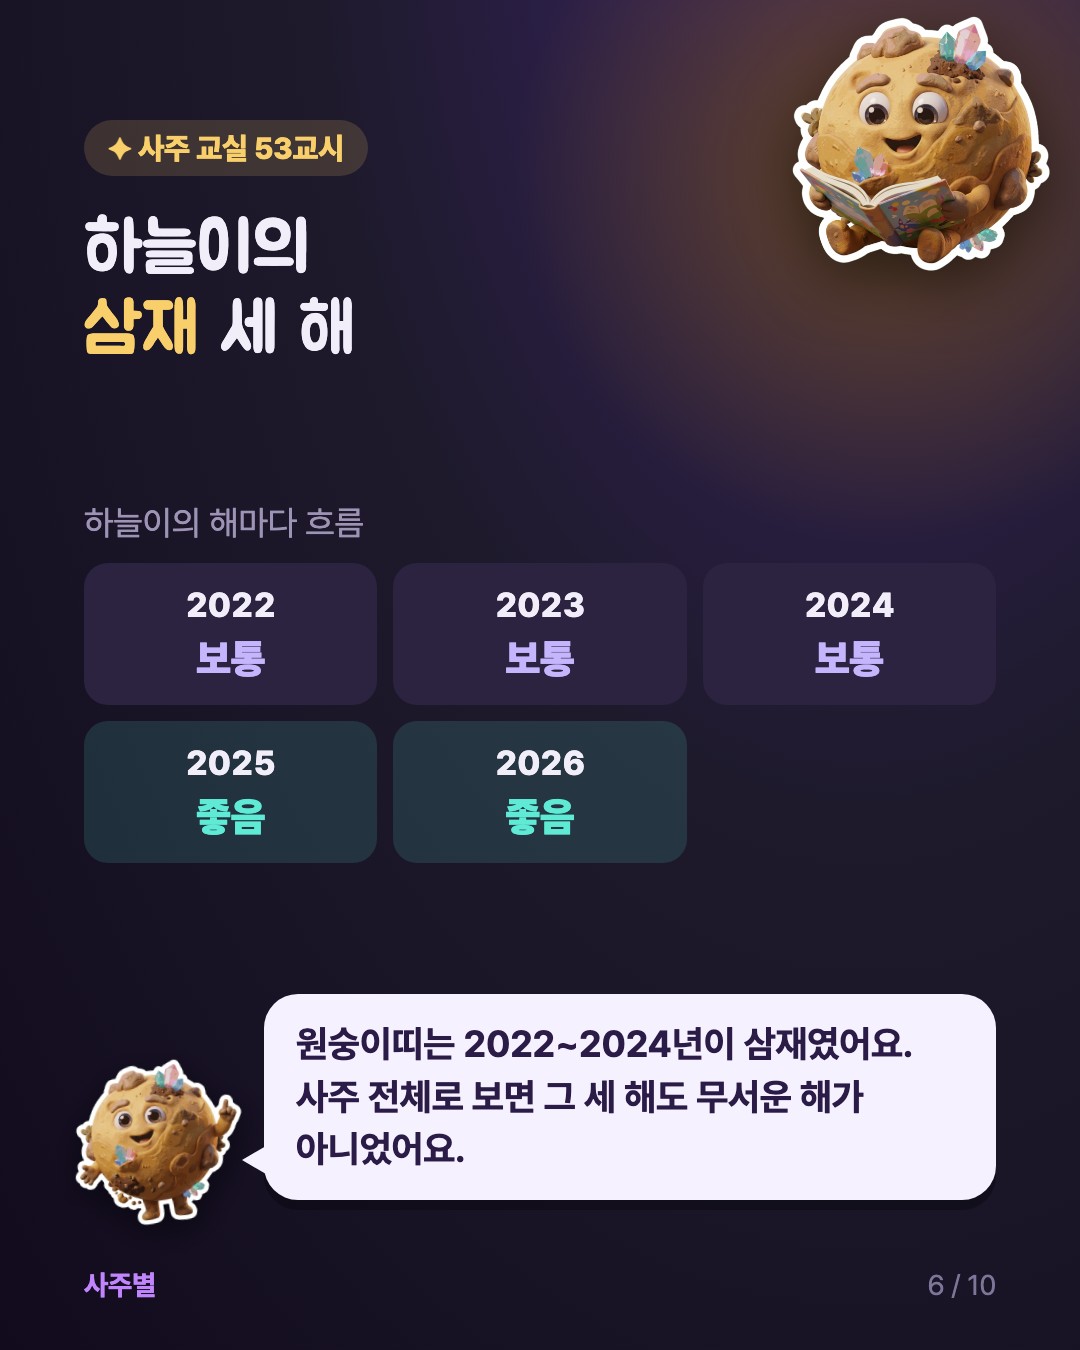 사주 교실 53교시
하늘이의
삼재 세 해
하늘이의 해마다 흐름
2022
보통
2023
보통
2024
보통
2025
좋음
2026
좋음
원숭이띠는 2022~2024년이 삼재였어요.
사주 전체로 보면 그 세 해도 무서운 해가
아니었어요.
사주별
6 / 10